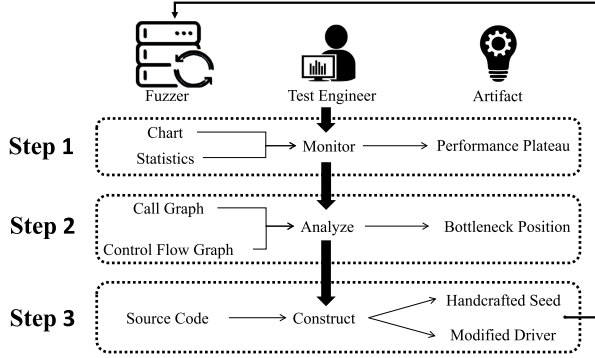 Fuzzer
Test Engineer
Artifact
Step 1
Chart
Statistics
Monitor
Performance Plateau
Step 2
Call Graph
Control Flow Graph
Analyze
Bottleneck Position
Step 3
Source Code
Construct
Handcrafted Seed
Modified Driver